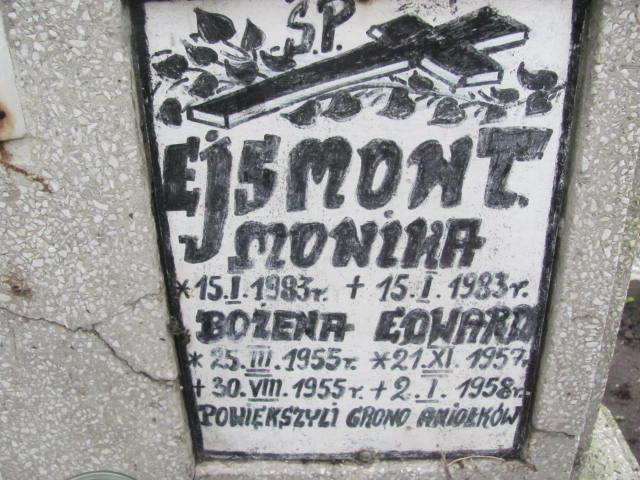 Ś.P.
EJSMONT
MONIKA
*15.I.1983r. + 15.I.1983r.
BOŻENA EDWARD
*25.III.1955r. *21.XI.1957r.
+30.VIII.1955r. +2.I.1958r.
POWIĘKSZYLI GRONO ANIOŁKÓW